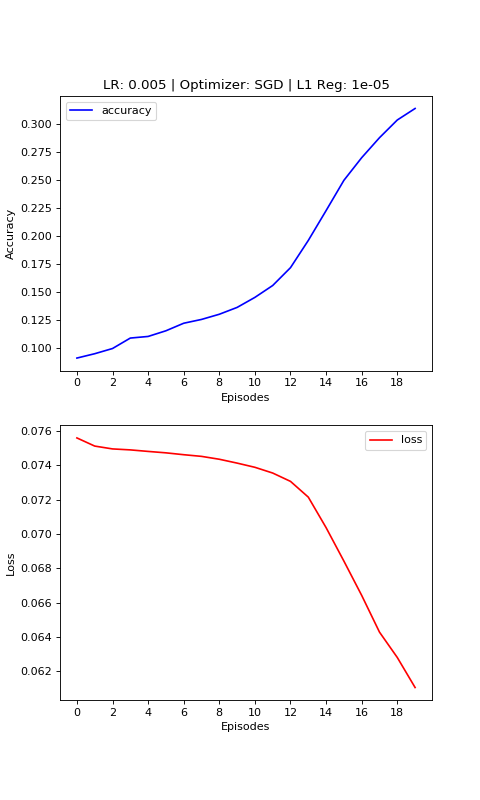 LR: 0.005 | Optimizer: SGD | L1 Reg: 1e-05
accuracy
0.300
0.275
0.250
0.225
0.200
0.175
0.150
0.125
0.100
Accuracy
0 2 4 6 8 10 12 14 16 18
Episodes
loss
0.076
0.074
0.072
0.070
0.068
0.066
0.064
0.062
Loss
0 2 4 6 8 10 12 14 16 18
Episodes